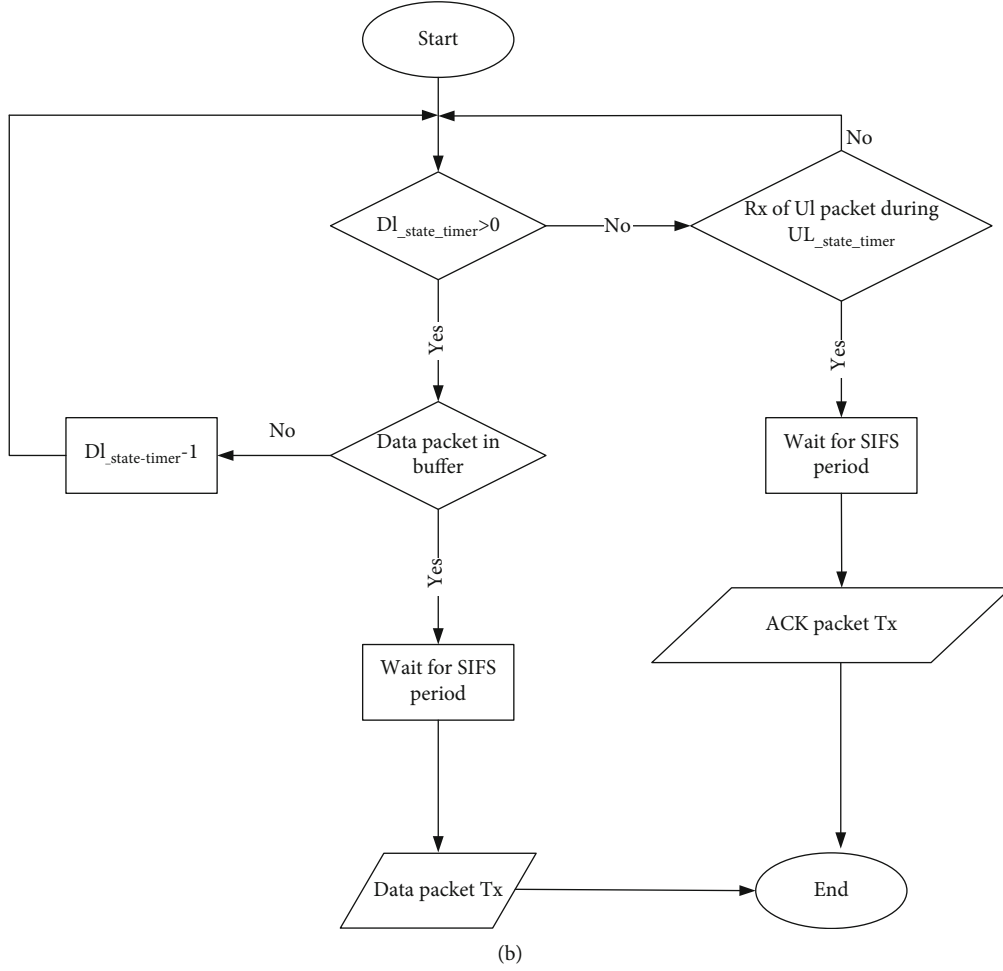 Start
No
Dl_state_timer>0
No
Rx of Ul packet during
UL_state_timer
Yes
Yes
No
Dl_state-timer-1
Data packet in
buffer
Wait for SIFS
period
Yes
ACK packet Tx
Wait for SIFS
period
Data packet Tx
End
(b)